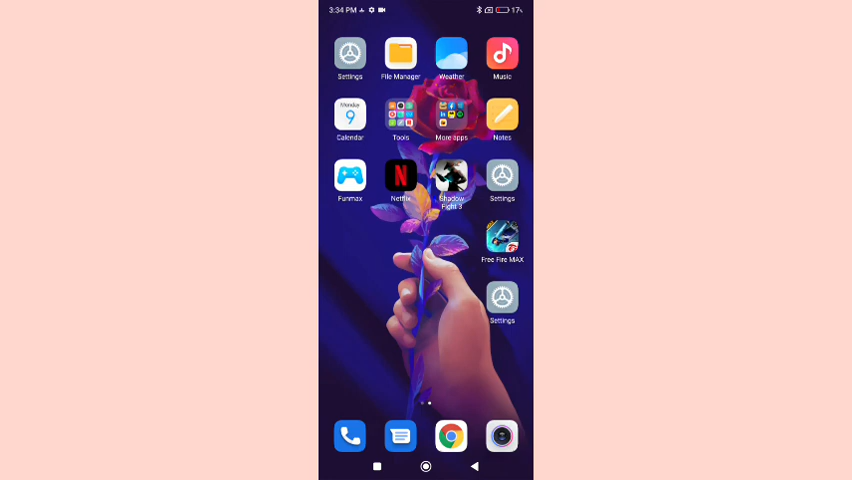 3:34 PM
17%
Settings
File Manager
Weather
Music
Monday
9
Calendar
Tools
More apps
Notes
N
Funmax
Netflix
Shadow
Fight 3
Settings
Free Fire MAX
Settings